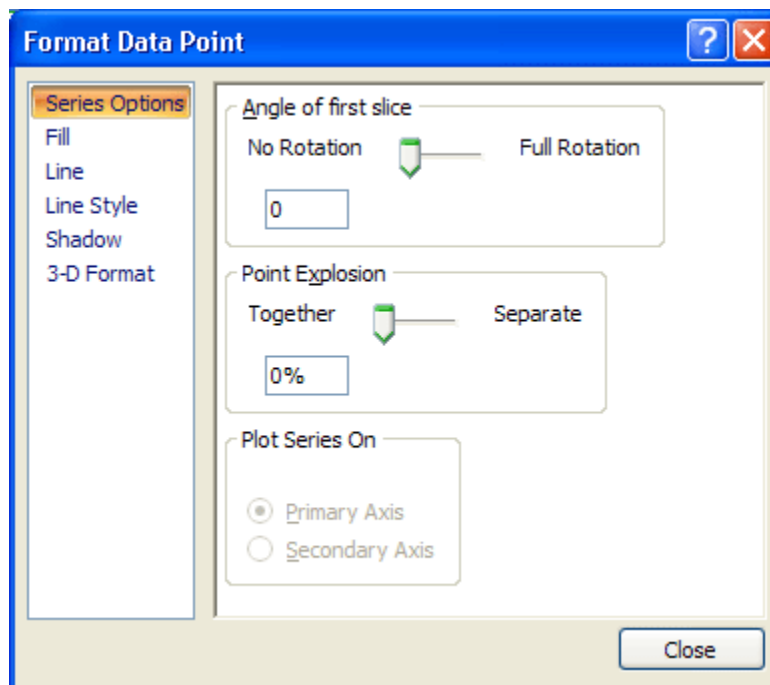 Format Data Point
Series Options
Fill
Line
Line Style
Shadow
3-D Format
Angle of first slice
No Rotation Full Rotation
0
Point Explosion
Together Separate
0%
Plot Series On
Primary Axis
Secondary Axis
Close